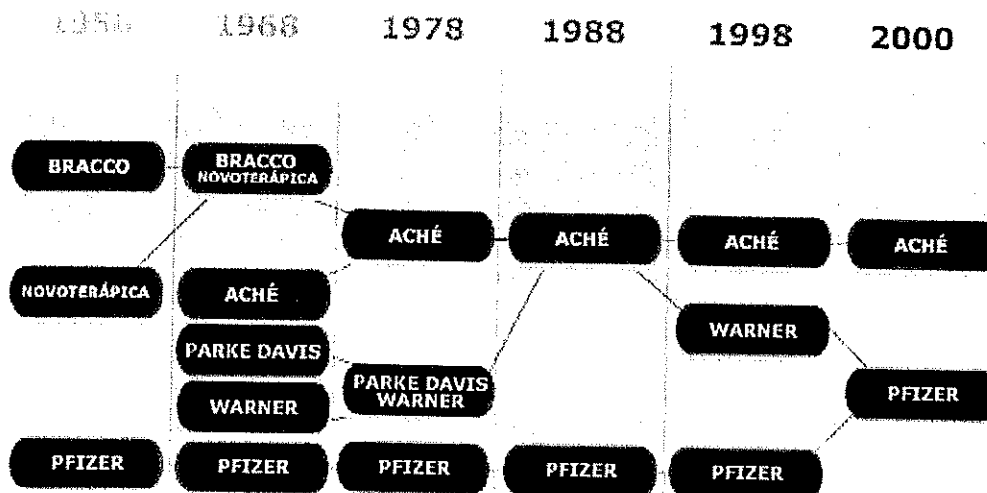 1968 1978 1988 1998 2000
BRACCO
BRACCO
NOVOTERÁPICA
ACHÉ
ACHÉ
ACHÉ
ACHÉ
NOVOTERÁPICA
ACHÉ
WARNER
PARKE DAVIS
PARKE DAVIS
WARNER
PFIZER
WARNER
PFIZER
PFIZER
PFIZER
PFIZER
PFIZER